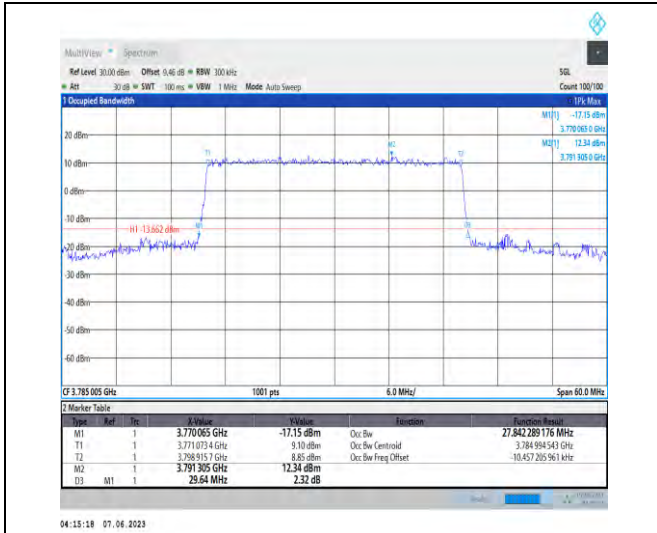 MultiView Spectrum
Ref Level 30.00 dBm Offset 9.46 dB RBW 300 kHz SGL
Att 30 dB SWT 100 ms VBW 1 MHz Mode Auto Sweep Count 100/100
1 Occupied Bandwidth 1Pk Max
M1[1] -17.15 dBm
3.770 065 0 GHz
M2[1] 12.34 dBm
3.791 305 0 GHz
20 dBm
T1 M2 T2
10 dBm
0 dBm
-10 dBm
H1 -13.662 dBm M1
-20 dBm
-30 dBm
-40 dBm
-50 dBm
-60 dBm
CF 3.785 005 GHz 1001 pts 6.0 MHz/ Span 60.0 MHz
2 Marker Table
Type Ref Trc X-Value Y-Value Function Function Result
M1 1 3.770 065 GHz -17.15 dBm Occ Bw 27.842 289 176 MHz
T1 1 3.771 073 4 GHz 9.10 dBm Occ Bw Centroid 3.784 994 543 GHz
T2 1 3.798 915 7 GHz 8.85 dBm Occ Bw Freq Offset -10.457 205 961 kHz
M2 1 3.791 305 GHz 12.34 dBm
D3 M1 1 29.64 MHz 2.32 dB
04:15:18 07.06.2023